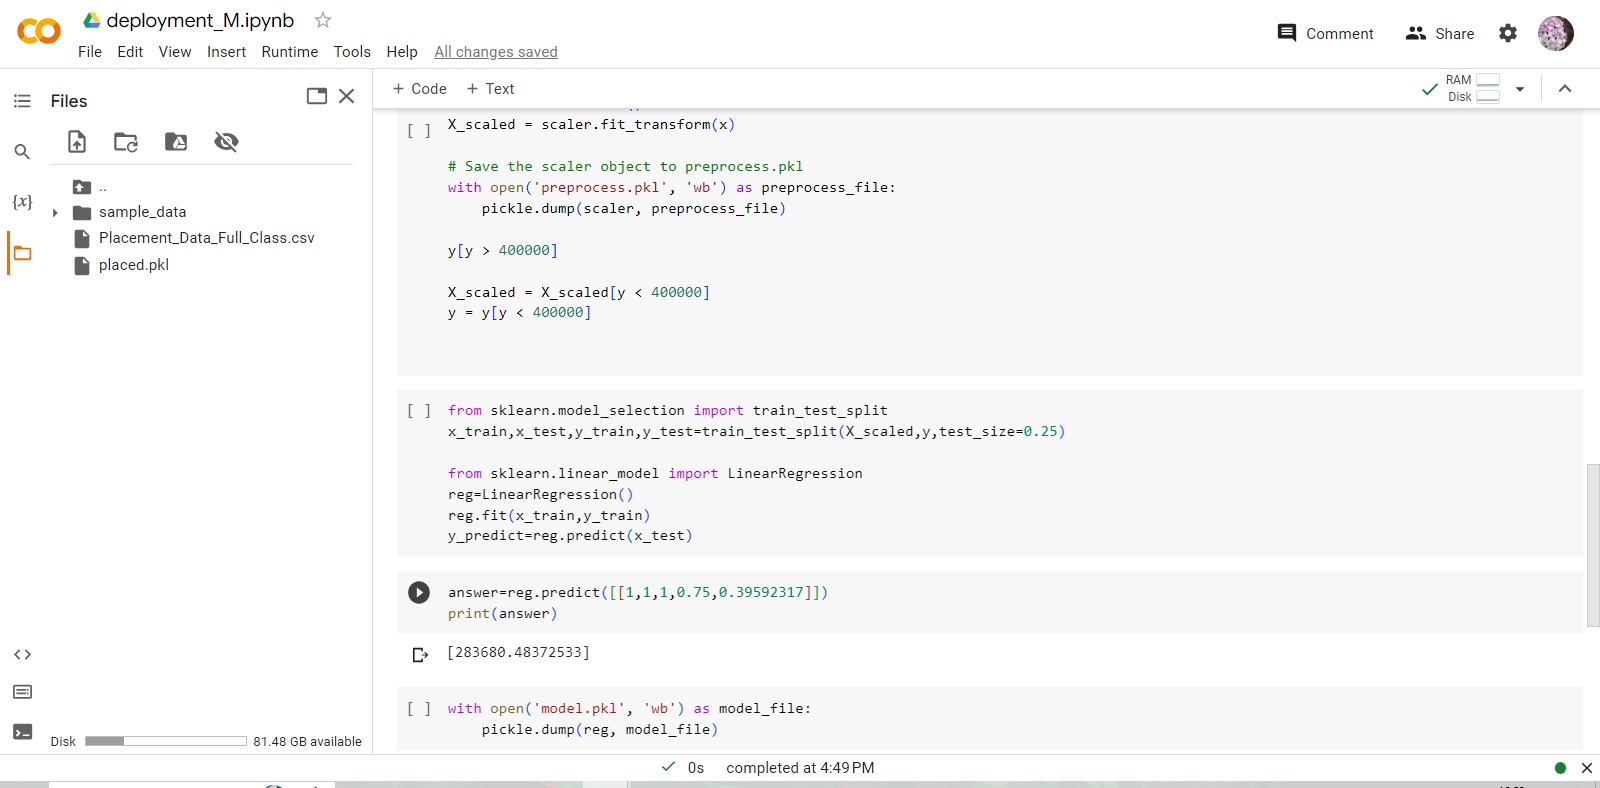 deployment_M.ipynb
File Edit View Insert Runtime Tools Help All changes saved
Comment
Share
Files
+ Code + Text
RAM
Disk
..
sample_data
Placement_Data_Full_Class.csv
placed.pkl
{x}
<>
Disk
81.48 GB available
[ ] X_scaled = scaler.fit_transform(x)
# Save the scaler object to preprocess.pkl
with open('preprocess.pkl', 'wb') as preprocess_file:
    pickle.dump(scaler, preprocess_file)
y[y > 400000]
X_scaled = X_scaled[y < 400000]
y = y[y < 400000]
[ ] from sklearn.model_selection import train_test_split
x_train,x_test,y_train,y_test=train_test_split(X_scaled,y,test_size=0.25)
from sklearn.linear_model import LinearRegression
reg=LinearRegression()
reg.fit(x_train,y_train)
y_predict=reg.predict(x_test)
answer=reg.predict([[1,1,1,0.75,0.39592317]])
print(answer)
[283680.48372533]
[ ] with open('model.pkl', 'wb') as model_file:
    pickle.dump(reg, model_file)
0s completed at 4:49 PM